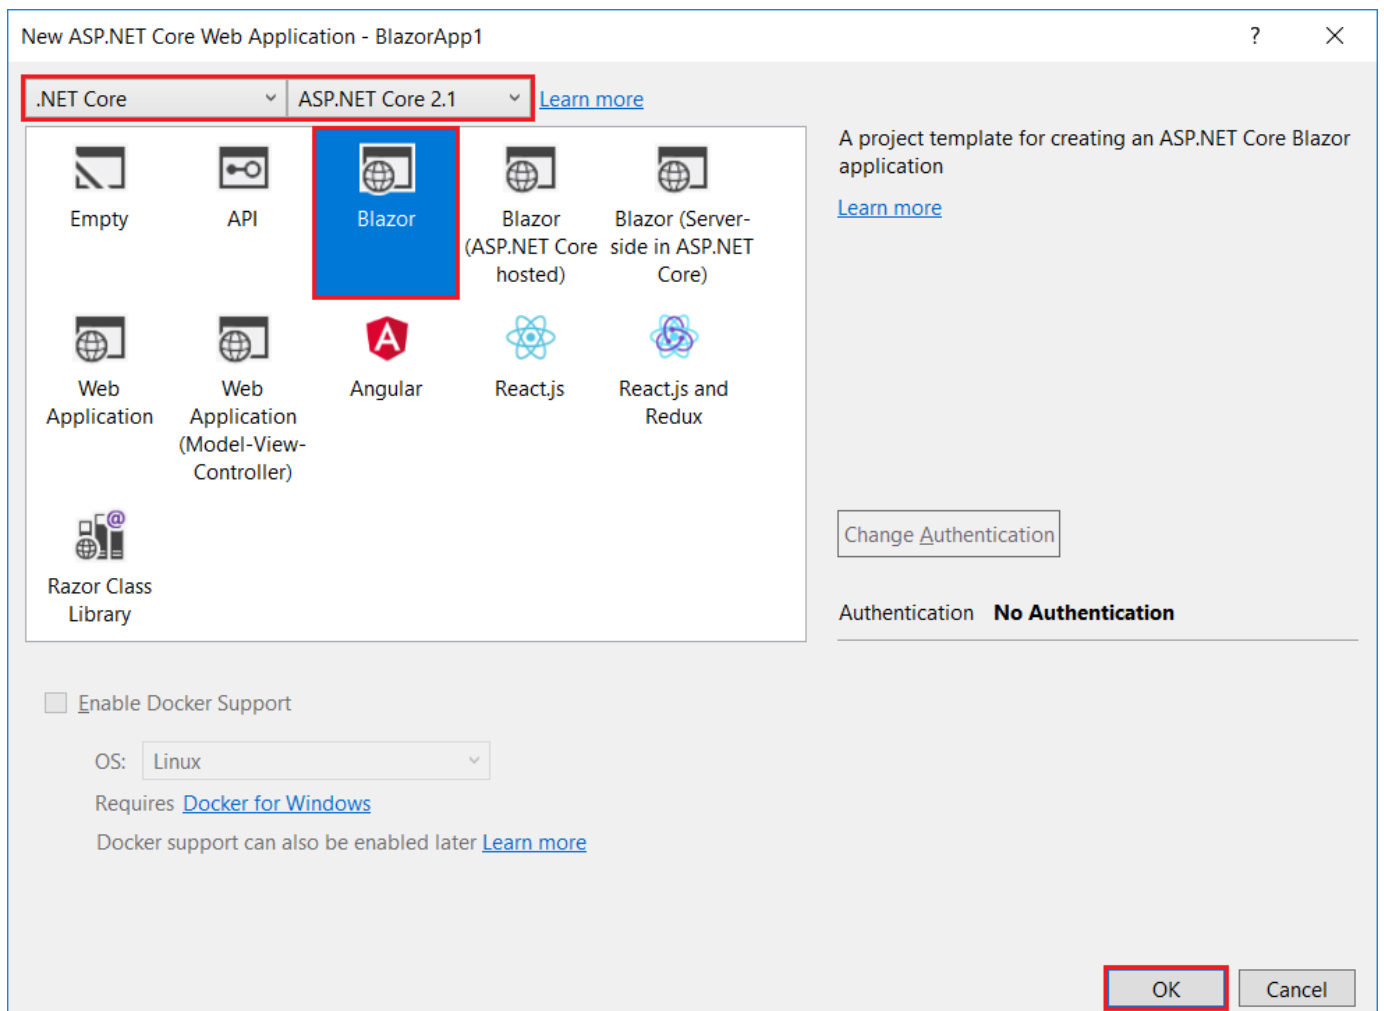 New ASP.NET Core Web Application - BlazorApp1
?
.NET Core
ASP.NET Core 2.1
Learn more
A project template for creating an ASP.NET Core Blazor
application
Learn more
Empty
API
Blazor
Blazor
(ASP.NET Core
hosted)
Blazor (Server-
side in ASP.NET
Core)
Web
Application
Web
Application
(Model-View-
Controller)
Angular
React.js
React.js and
Redux
Razor Class
Library
Change Authentication
Authentication No Authentication
Enable Docker Support
OS: Linux
Requires Docker for Windows
Docker support can also be enabled later Learn more
OK
Cancel